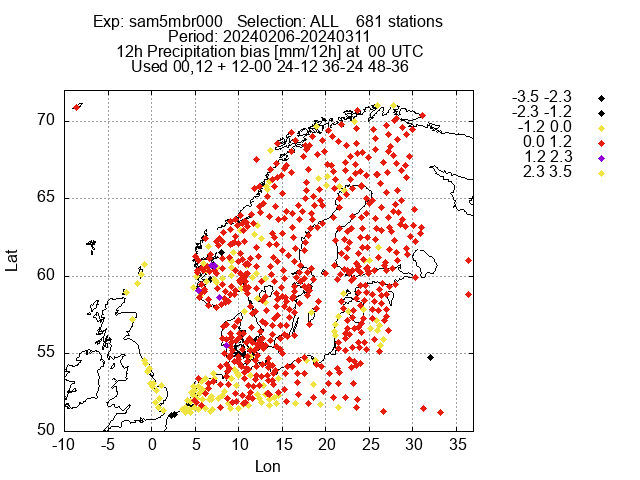 Exp: sam5mbr000   Selection: ALL    681 stations
Period: 20240206-20240311
12h Precipitation bias [mm/12h] at  00 UTC
Used 00,12 + 12-00 24-12 36-24 48-36
-3.5 -2.3
-2.3 -1.2
-1.2 0.0
0.0 1.2
1.2 2.3
2.3 3.5
Lat
70
65
60
55
50
-10 -5 0 5 10 15 20 25 30 35
Lon